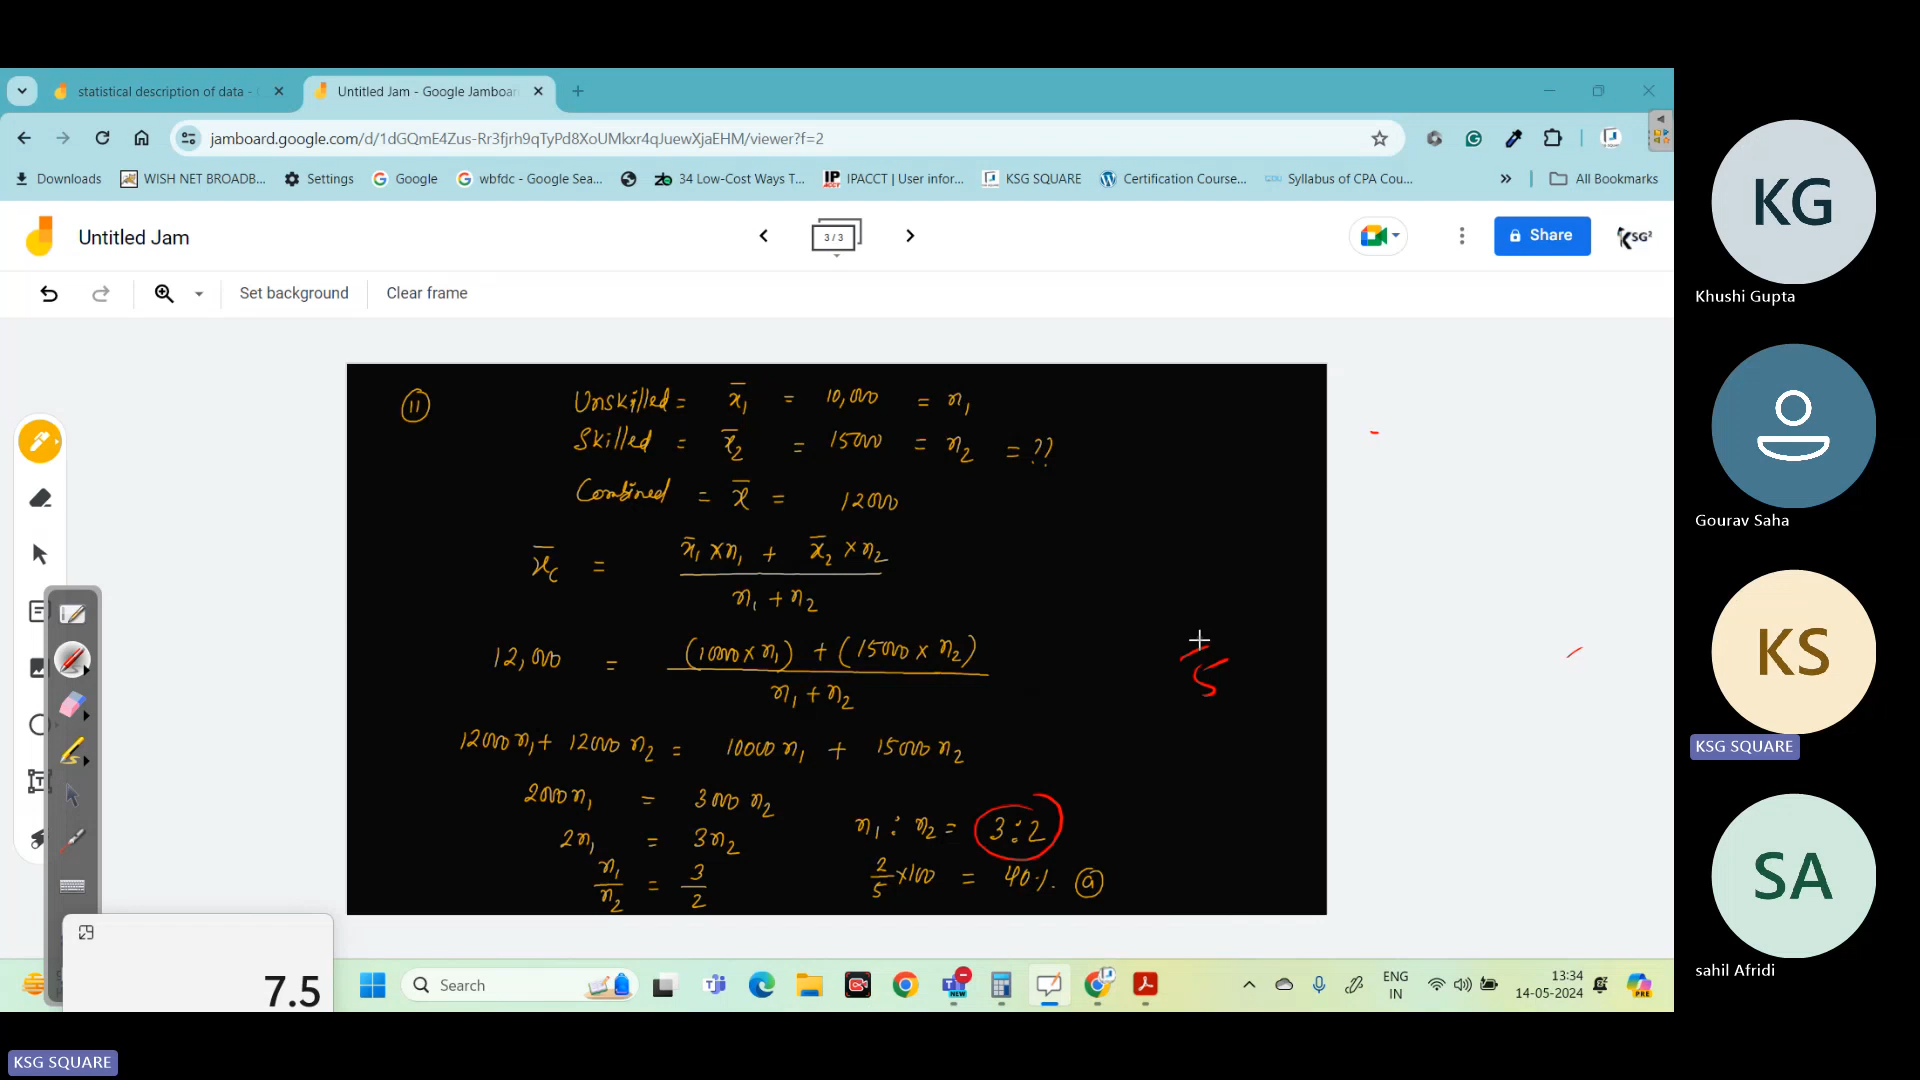 statistical description of data -
Untitled Jam - Google Jamboar
jamboard.google.com/d/1dGQmE4Zus-Rr3fjrh9qTyPd8XoUMkxr4qJuewXjaEHM/viewer?f=2
Downloads WISH NET BROADB... Settings Google wbfdc - Google Sea... 34 Low-Cost Ways T... IPACCT | User infor... KSG SQUARE Certification Course... Syllabus of CPA Cou... » All Bookmarks
Untitled Jam
3 / 3
Share
KSG²
Set background Clear frame
11
Unskilled = x̄₁ = 10,000 = n₁
Skilled = x̄₂ = 15000 = n₂ = ??
Combined = x̄ = 12000
x̄c = x̄₁ × n₁ + x̄₂ × n₂
n₁ + n₂
12,000 = (10000 × n₁) + (15000 × n₂)
n₁ + n₂
12000 n₁ + 12000 n₂ = 10000 n₁ + 15000 n₂
2000 n₁ = 3000 n₂
2n₁ = 3n₂
n₁/n₂ = 3/2
n₁ : n₂ = 3:2
2/5 × 100 = 40%. a
5
7.5
Search
ENG
IN
13:34
14-05-2024
PRE
KG
Khushi Gupta
Gourav Saha
KS
KSG SQUARE
SA
sahil Afridi
KSG SQUARE